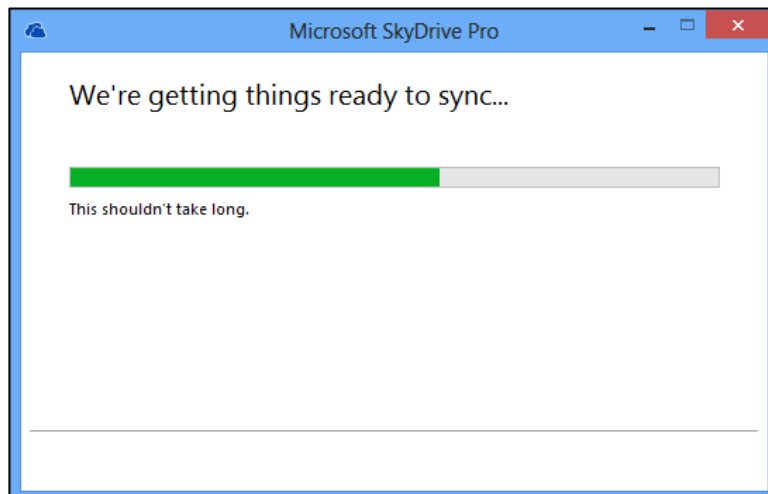 Microsoft SkyDrive Pro
We're getting things ready to sync...
This shouldn't take long.